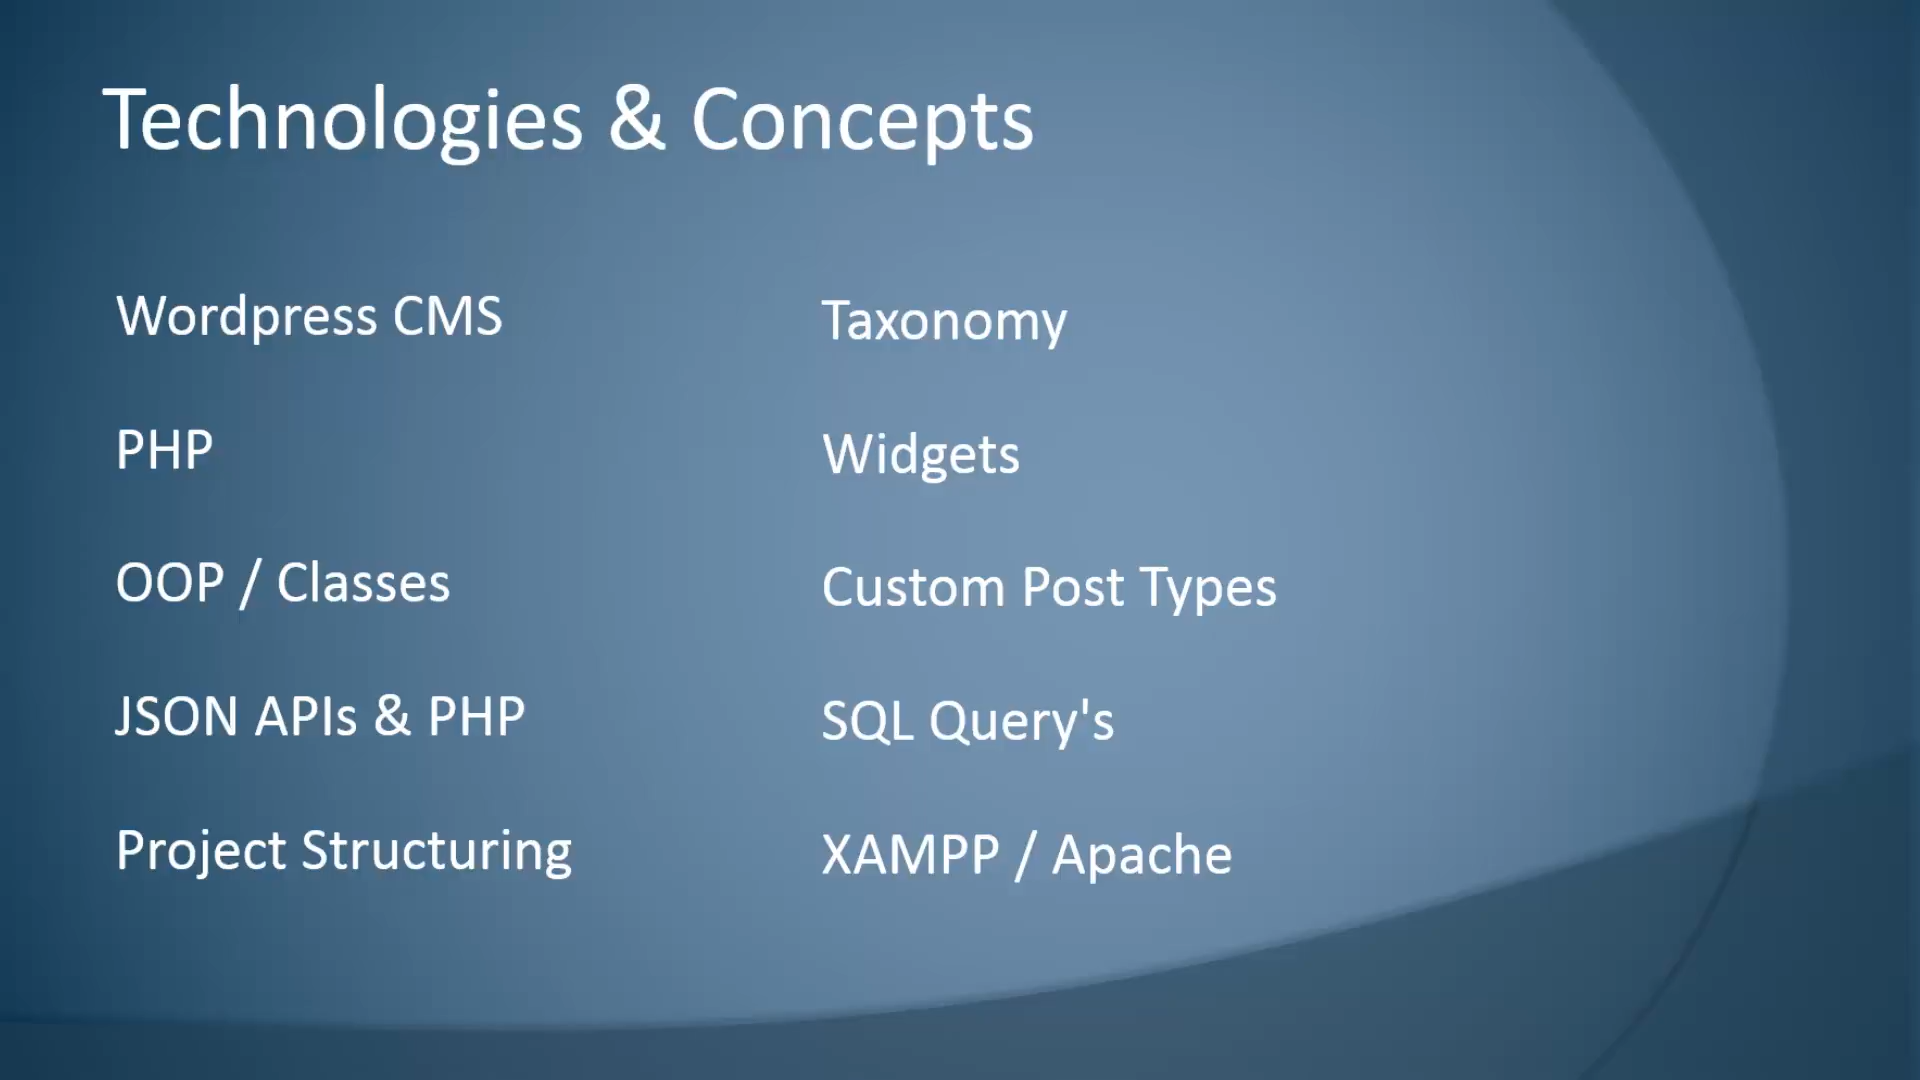 Technologies & Concepts
Wordpress CMS
PHP
OOP / Classes
JSON APIs & PHP
Project Structuring
Taxonomy
Widgets
Custom Post Types
SQL Query's
XAMPP / Apache